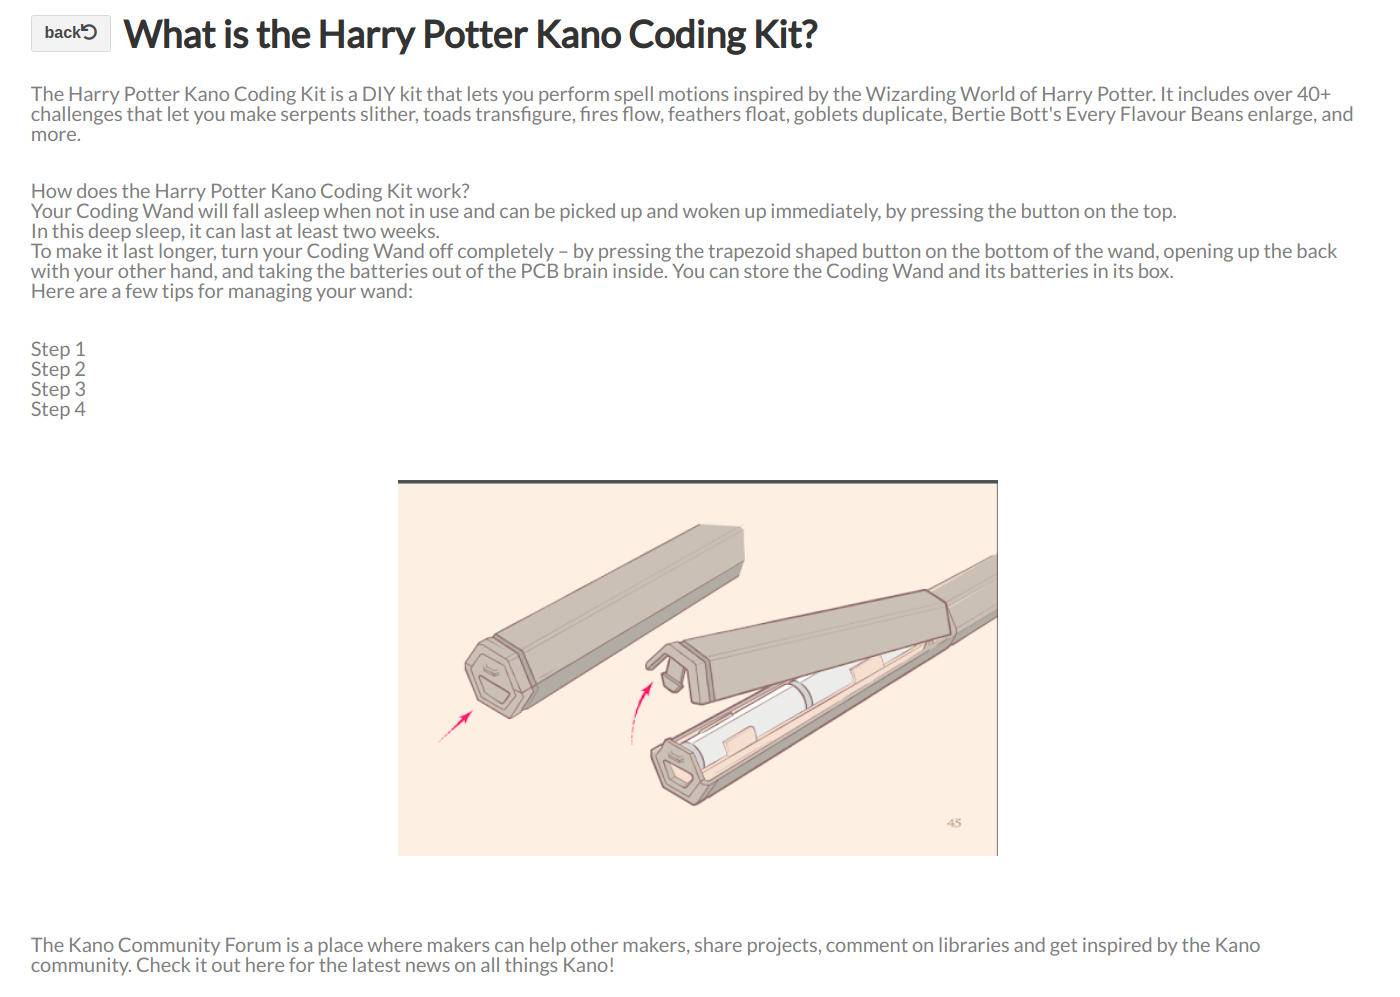 back
What is the Harry Potter Kano Coding Kit?
The Harry Potter Kano Coding Kit is a DIY kit that lets you perform spell motions inspired by the Wizarding World of Harry Potter. It includes over 40+
challenges that let you make serpents slither, toads transfigure, fires flow, feathers float, goblets duplicate, Bertie Bott's Every Flavour Beans enlarge, and
more.
How does the Harry Potter Kano Coding Kit work?
Your Coding Wand will fall asleep when not in use and can be picked up and woken up immediately, by pressing the button on the top.
In this deep sleep, it can last at least two weeks.
To make it last longer, turn your Coding Wand off completely – by pressing the trapezoid shaped button on the bottom of the wand, opening up the back
with your other hand, and taking the batteries out of the PCB brain inside. You can store the Coding Wand and its batteries in its box.
Here are a few tips for managing your wand:
Step 1
Step 2
Step 3
Step 4
45
The Kano Community Forum is a place where makers can help other makers, share projects, comment on libraries and get inspired by the Kano
community. Check it out here for the latest news on all things Kano!